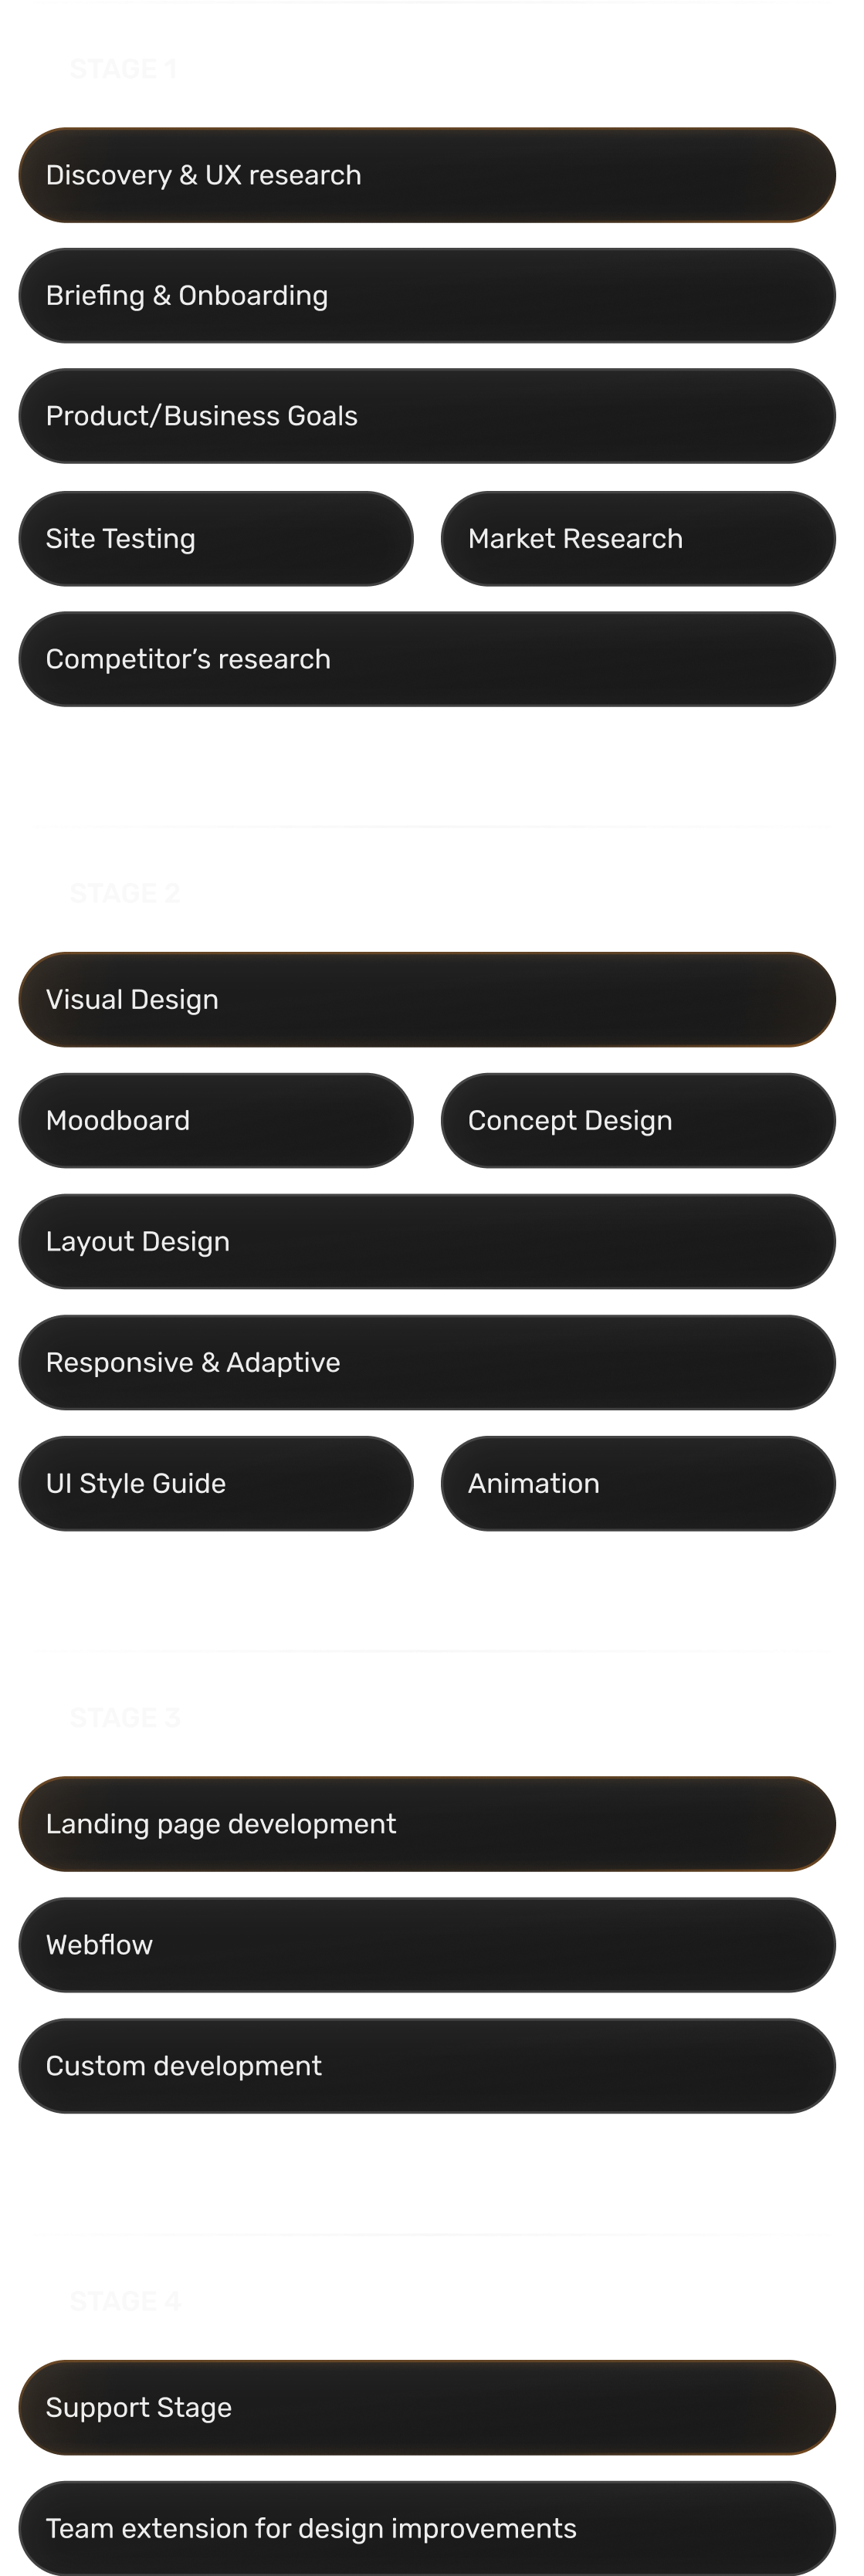 STAGE 1
Discovery & UX research
Briefing & Onboarding
Product/Business Goals
Site Testing
Market Research
Competitor’s research
STAGE 2
Visual Design
Moodboard
Concept Design
Layout Design
Responsive & Adaptive
UI Style Guide
Animation
STAGE 3
Landing page development
Webflow
Custom development
STAGE 4
Support Stage
Team extension for design improvements